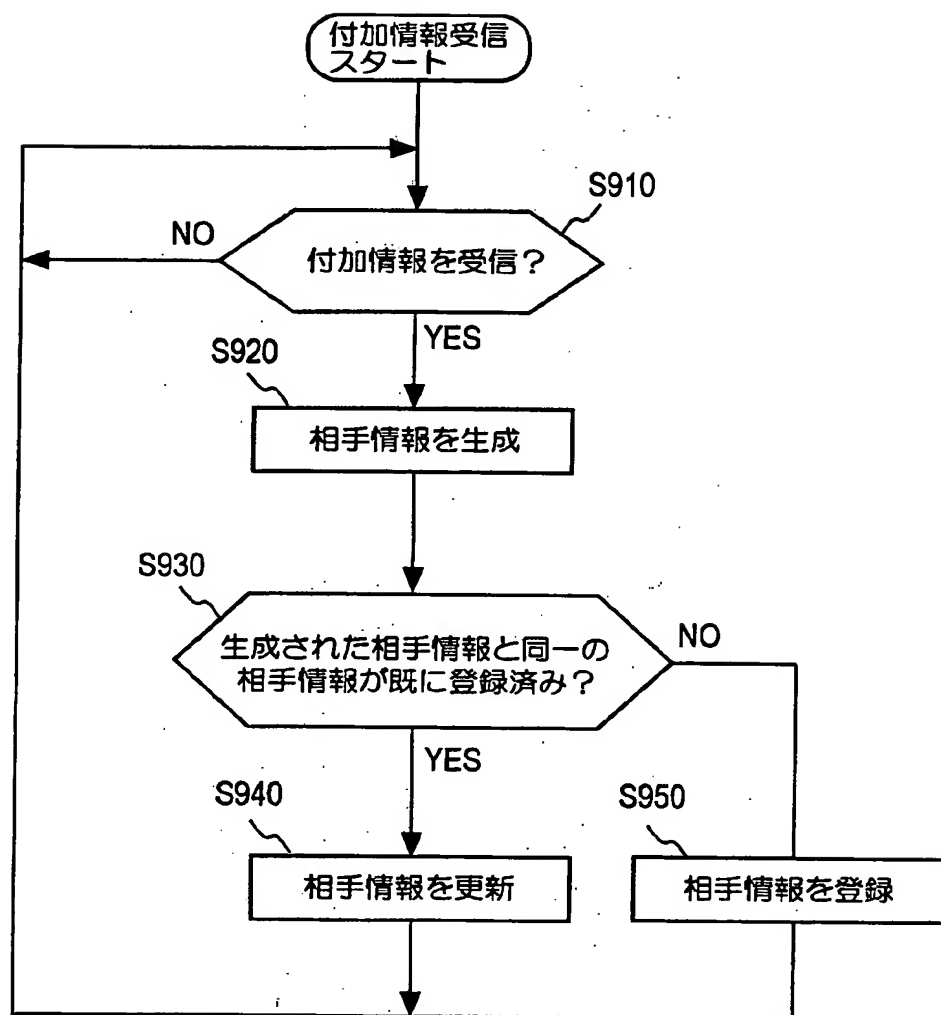 付加情報受信
スタート
S910
NO
付加情報を受信？
YES
S920
相手情報を生成
S930
生成された相手情報と同一の
相手情報が既に登録済み？
NO
YES
S940
相手情報を更新
S950
相手情報を登録